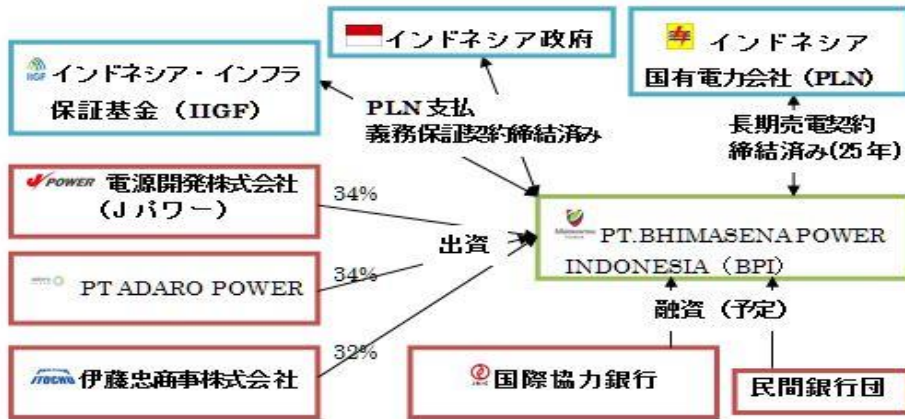 インドネシア政府
インドネシア
国有電力会社(PLN)
IIGF インドネシア・インフラ
保証基金(IIGF)
PLN 支払
義務保証契約締結済み
長期売電契約
締結済み(25年)
J POWER 電源開発株式会社
(Jパワー)
34%
PT.BHIMASENA POWER
INDONESIA(BPI)
出資
PT ADARO POWER
34%
融資(予定)
32%
ITOCHU 伊藤忠商事株式会社
国際協力銀行
民間銀行団